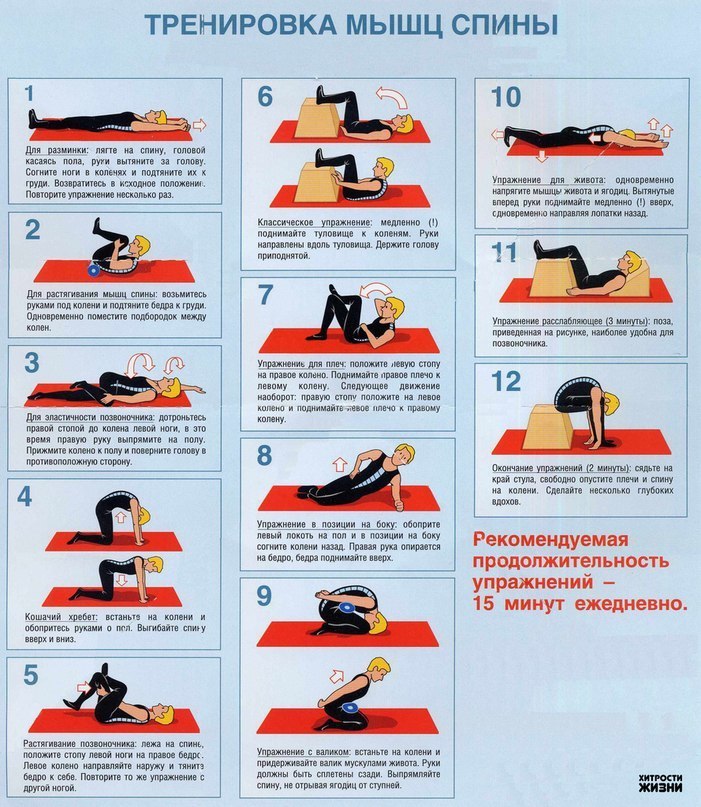 ТРЕНИРОВКА МЫШЦ СПИНЫ
1
Для разминки: лягте на спину, головой
касаясь пола, руки вытяните за голову.
Согните ноги в коленях и подтяните их к
груди. Возвратитесь в исходное положение.
Повторите упражнение несколько раз.
2
Для растягивания мышц спины: возьмитесь
руками под колени и подтяните бедра к груди.
Одновременно поместите подбородок между
колен.
3
Для эластичности позвоночника: дотроньтесь
правой стопой до колена левой ноги, в это
время правую руку выпрямите на полу.
Прижмите колено к полу и поверните голову в
противоположную сторону.
4
Кошачий хребет: встаньте на колени и
обопритесь руками о пол. Выгибайте спину
вверх и вниз.
5
Растягивание позвоночника: лежа на спине,
положите стопу левой ноги на правое бедро.
Левое колено направляйте наружу и тяните
бедро к себе. Повторите то же упражнение с
другой ногой.
6
Классическое упражнение: медленно (!)
поднимайте туловище к коленям. Руки
направлены вдоль туловища. Держите голову
приподнятой.
7
Упражнение для плеч: положите левую стопу
на правое колено. Поднимайте правое плечо к
левому колену. Следующее движение
наоборот: правую стопу положите на левое
колено и поднимайте левое плечо к правому
колену.
8
Упражнение в позиции на боку: обоприте
левый локоть на пол и в позиции на боку
согните колени назад. Правая рука опирается
на бедро, бедра поднимайте вверх.
9
Упражнение с валиком: встаньте на колени и
придерживайте валик мускулами живота. Руки
должны быть сплетены сзади. Выпрямляйте
спину, не отрывая ягодиц от ступней.
10
Упражнение для живота: одновременно
напрягите мышцы живота и ягодиц. Вытянутые
вперед руки поднимайте медленно (!) вверх,
одновременно направляя лопатки назад.
11
Упражнение расслабляющее (3 минуты): поза,
приведенная на рисунке, наиболее удобна для
позвоночника.
12
Окончание упражнений (2 минуты): сядьте на
край стула, свободно опустите плечи и спину
на колени. Сделайте несколько глубоких
вдохов.
Рекомендуемая
продолжительность
упражнений –
15 минут ежедневно.
ХИТРОСТИ
ЖИЗНИ